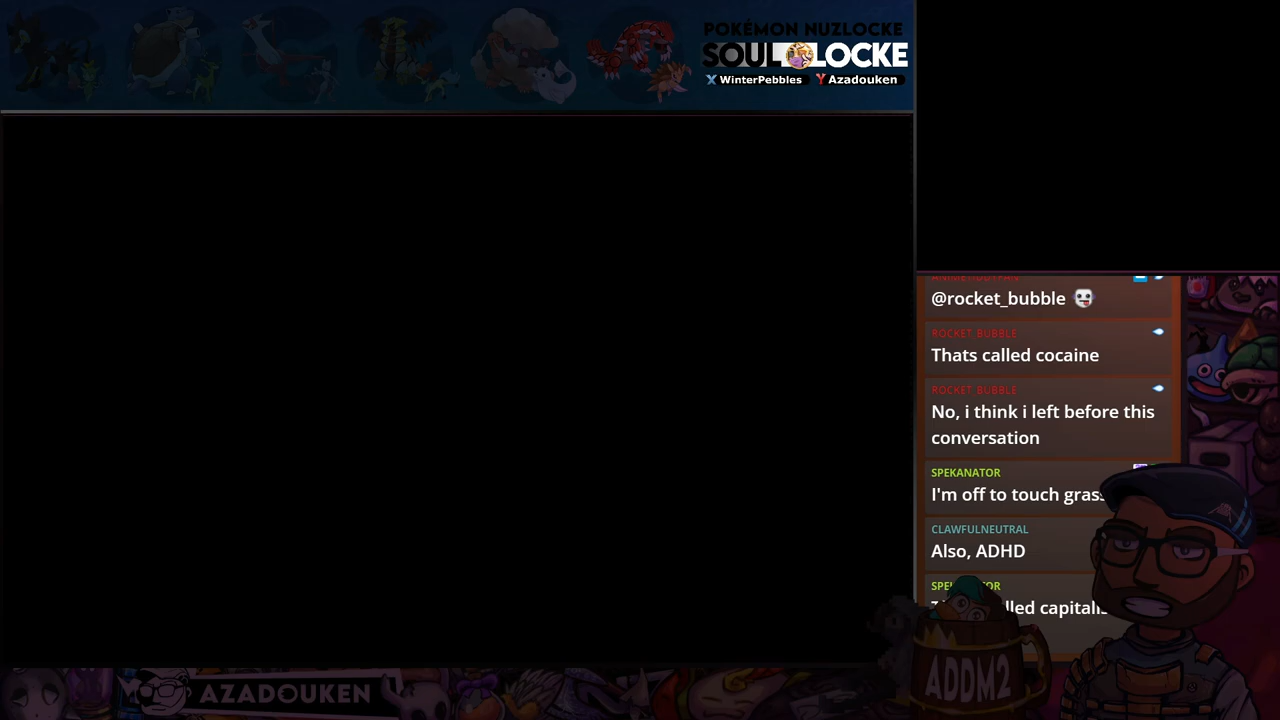 POKÉMON NUZLOCKE
SOUL LOCKE
WinterPebbles Azadouken
@rocket_bubble
ROCKET BUBBLE
Thats called cocaine
ROCKET BUBBLE
No, i think i left before this
conversation
SPEKANATOR
I'm off to touch grass
CLAWFULNEUTRAL
Also, ADHD
ADDM2
AZADOUKEN